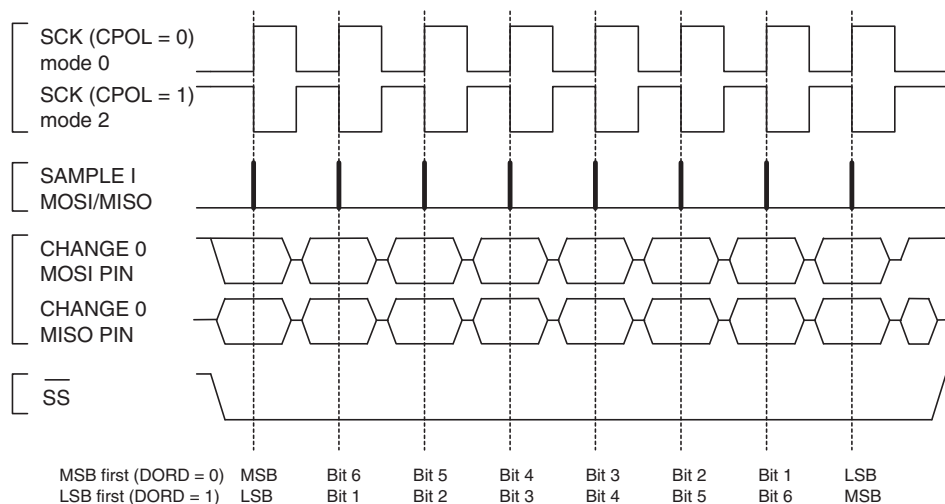 SCK (CPOL = 0)
mode 0
SCK (CPOL = 1)
mode 2
SAMPLE I
MOSI/MISO
CHANGE 0
MOSI PIN
CHANGE 0
MISO PIN
SS
MSB first (DORD = 0) MSB Bit 6 Bit 5 Bit 4 Bit 3 Bit 2 Bit 1 LSB
LSB first (DORD = 1) LSB Bit 1 Bit 2 Bit 3 Bit 4 Bit 5 Bit 6 MSB